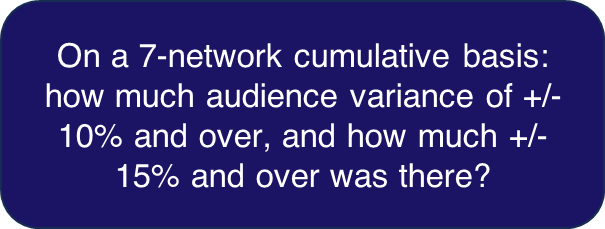 On a 7-network cumulative basis:
how much audience variance of +/-
10% and over, and how much +/-
15% and over was there?